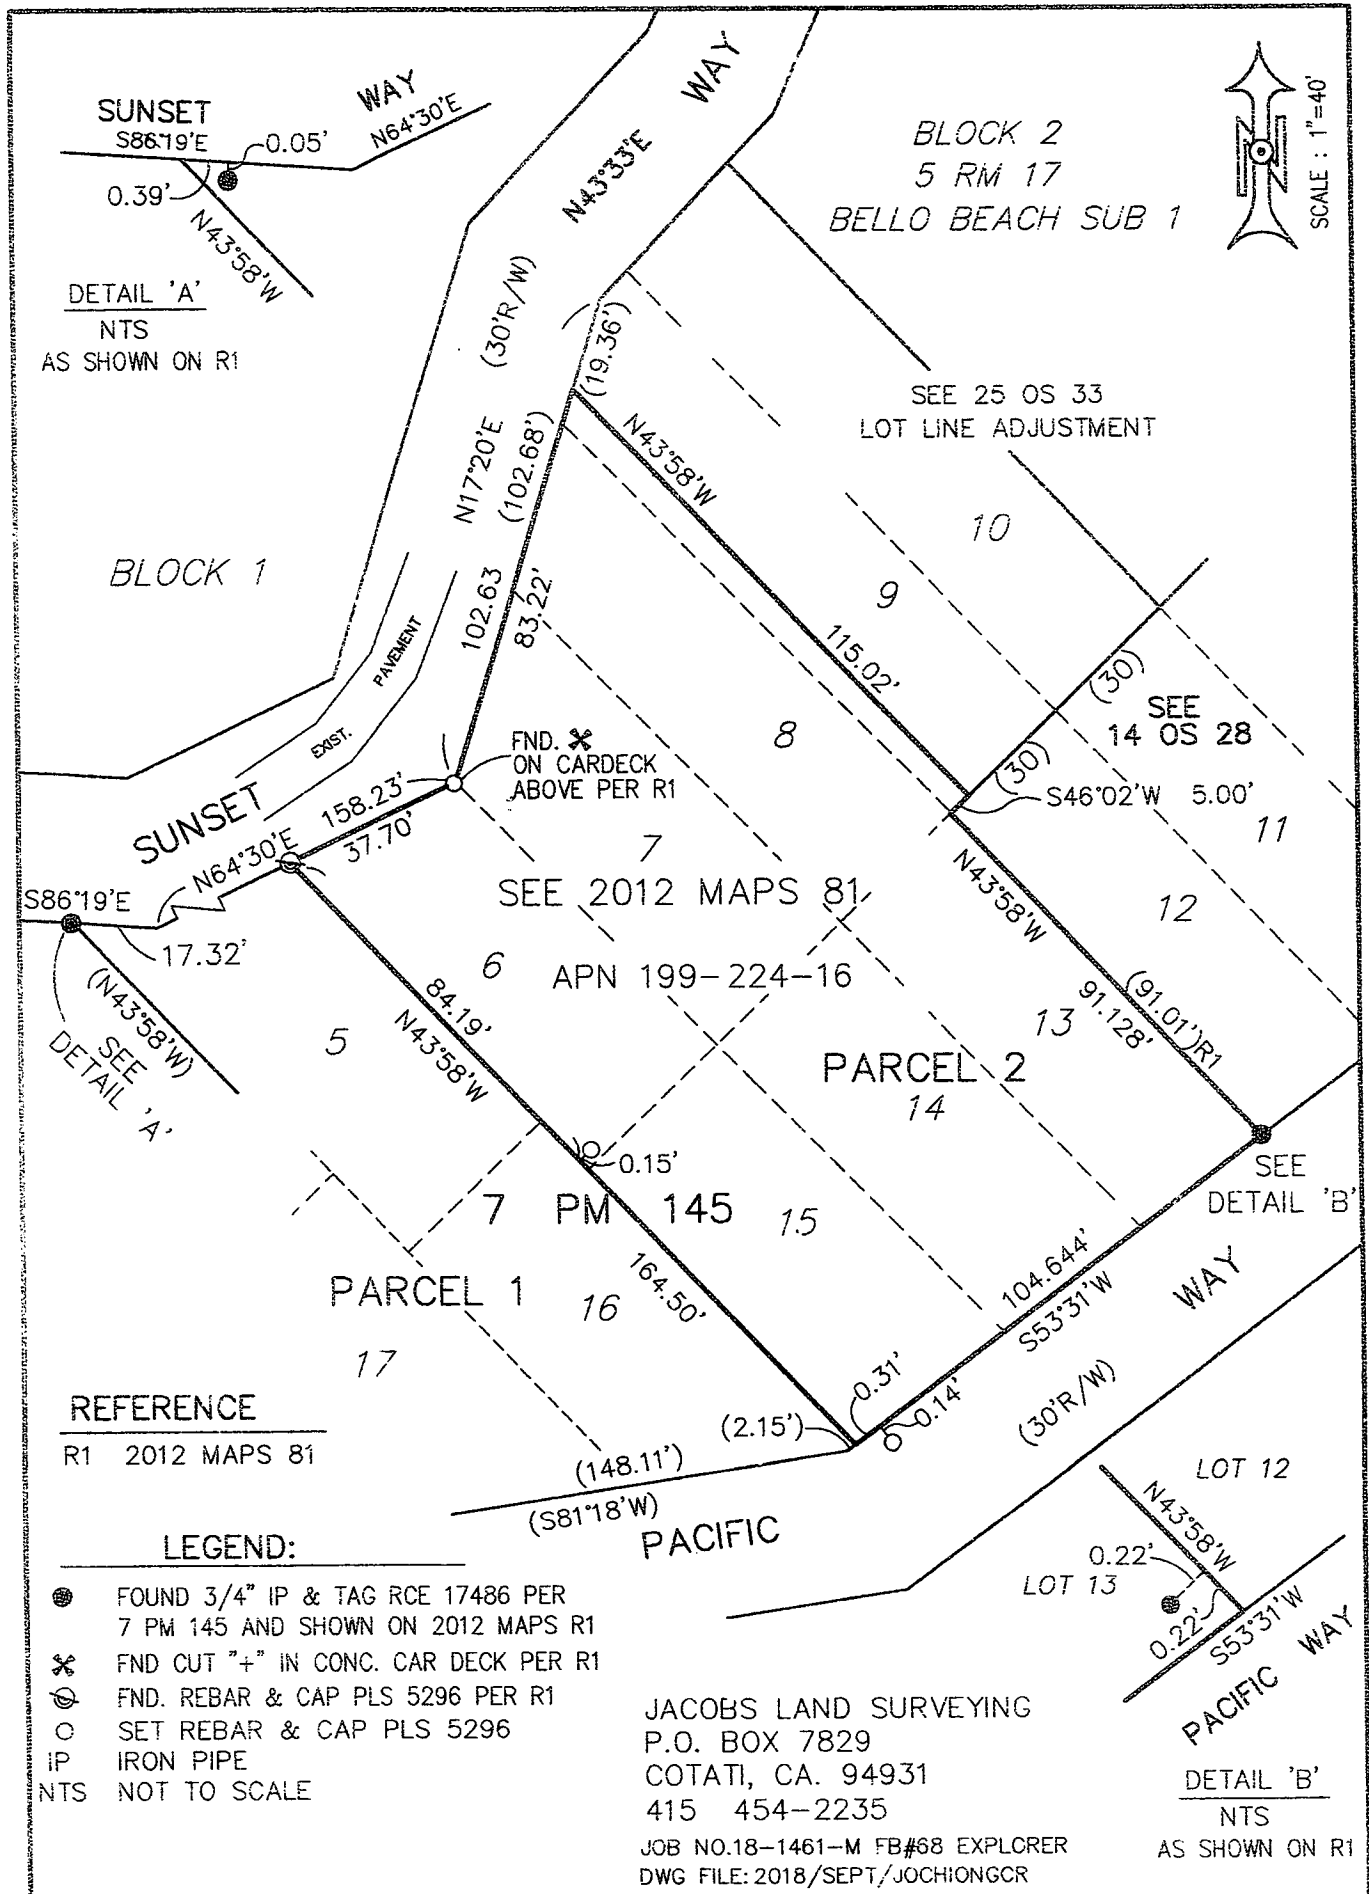 SUNSET WAY
S86°19'E
N64°30'E
0.05'
0.39'
N43°58'W
DETAIL 'A'
NTS
AS SHOWN ON R1
WAY
N43°33'E
(30'R/W)
BLOCK 2
5 RM 17
BELLO BEACH SUB 1
SCALE : 1"=40'
(19.36')
SEE 25 OS 33
LOT LINE ADJUSTMENT
N43°58'W
N17°20'E
(102.68')
10
BLOCK 1
9
102.63
83.22'
PAVEMENT
EXIST.
115.02'
(30)
SEE
14 OS 28
8
FND.
ON CARDECK
ABOVE PER R1
(30)
S46°02'W 5.00'
11
SUNSET
158.23'
37.70'
N64°30'E
7
SEE 2012 MAPS 81
N43°58'W
S86°19'E
12
17.32'
6
APN 199-224-16
(N43°58'W)
SEE
DETAIL 'A'
84.19'
N43°58'W
5
13
(91.01')R1
91.128'
PARCEL 2
14
0.15'
SEE
DETAIL 'B'
7 PM 145
15
PARCEL 1
16
164.50'
104.644'
S53°31'W
WAY
17
0.31'
0.14'
(2.15')
(30'R/W)
REFERENCE
R1 2012 MAPS 81
(148.11')
(S81°18'W)
PACIFIC
LOT 12
N43°58'W
0.22'
LOT 13
0.22'
S53°31'W
PACIFIC WAY
DETAIL 'B'
NTS
AS SHOWN ON R1
LEGEND:
FOUND 3/4" IP & TAG RCE 17486 PER
7 PM 145 AND SHOWN ON 2012 MAPS R1
FND CUT "+" IN CONC. CAR DECK PER R1
FND. REBAR & CAP PLS 5296 PER R1
SET REBAR & CAP PLS 5296
IP IRON PIPE
NTS NOT TO SCALE
JACOBS LAND SURVEYING
P.O. BOX 7829
COTATI, CA. 94931
415 454-2235
JOB NO.18-1461-M FB#68 EXPLORER
DWG FILE: 2018/SEPT/JOCHIONGCR